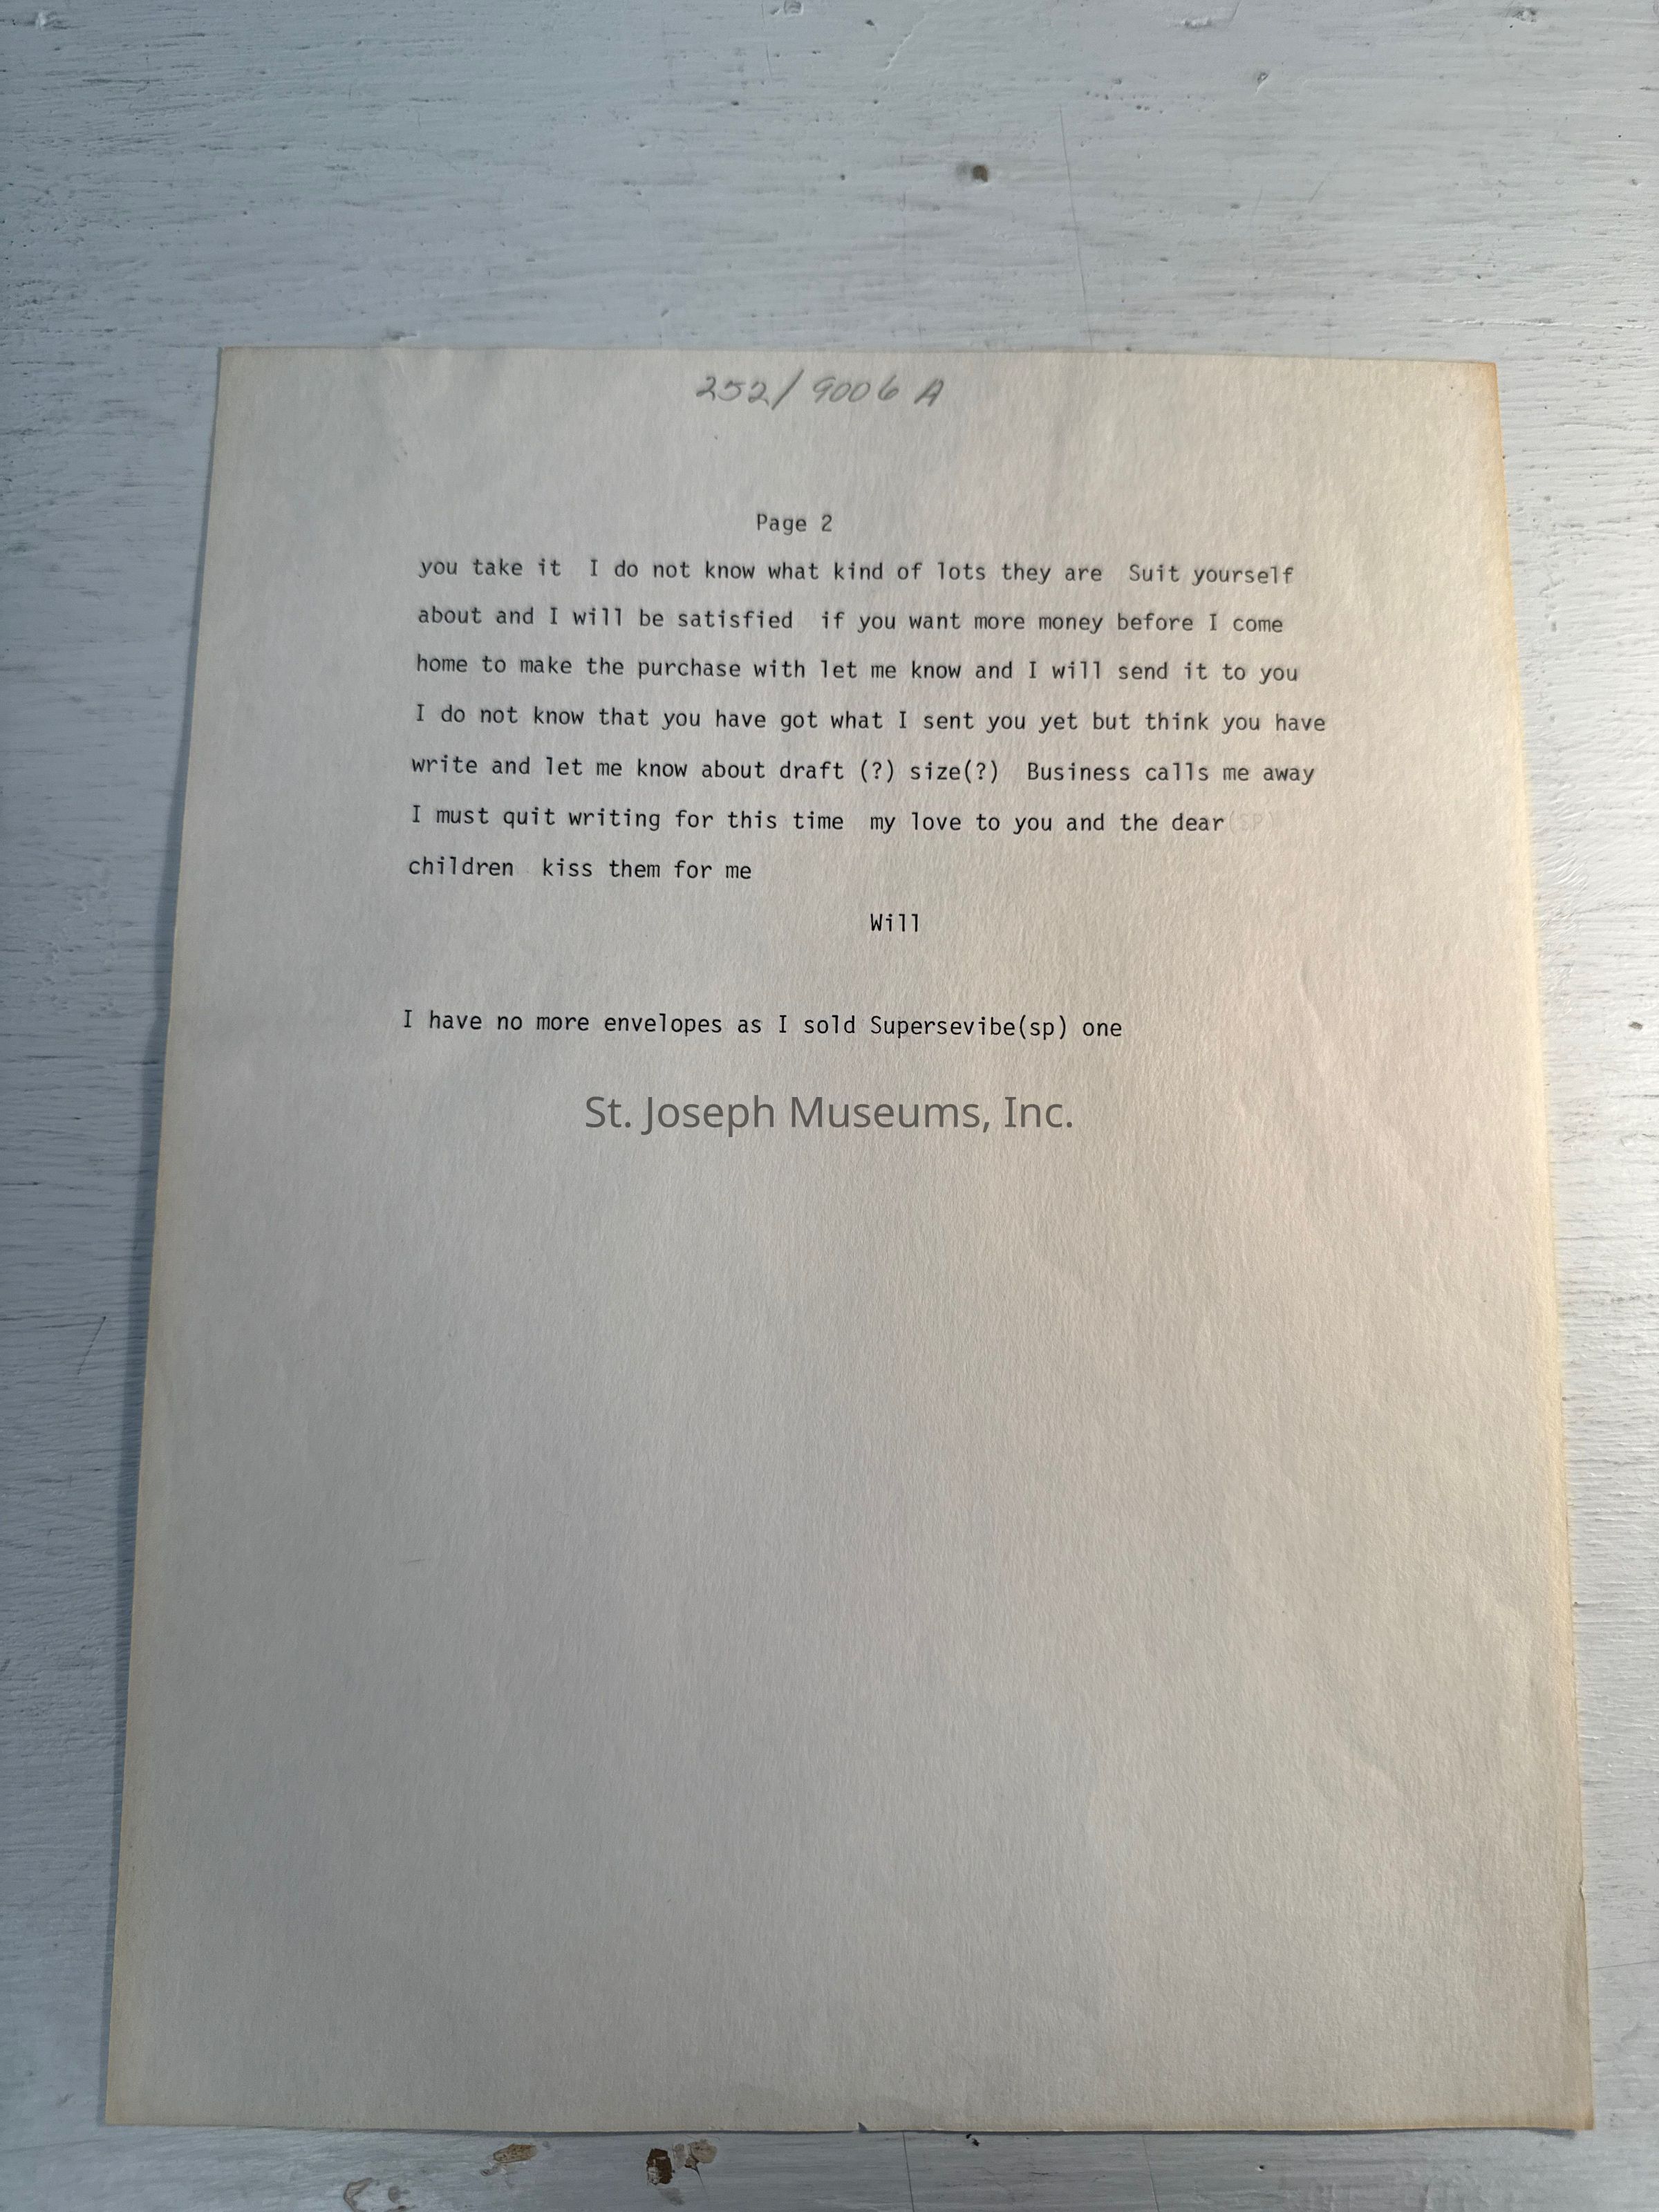 252/9006 A
Page 2
you take it  I do not know what kind of lots they are  Suit yourself
about and I will be satisfied  if you want more money before I come
home to make the purchase with let me know and I will send it to you
I do not know that you have got what I sent you yet but think you have
write and let me know about draft (?) size(?)  Business calls me away
I must quit writing for this time  my love to you and the dear(SP)
children  kiss them for me
Will
I have no more envelopes as I sold Supersevibe(sp) one
St. Joseph Museums, Inc.